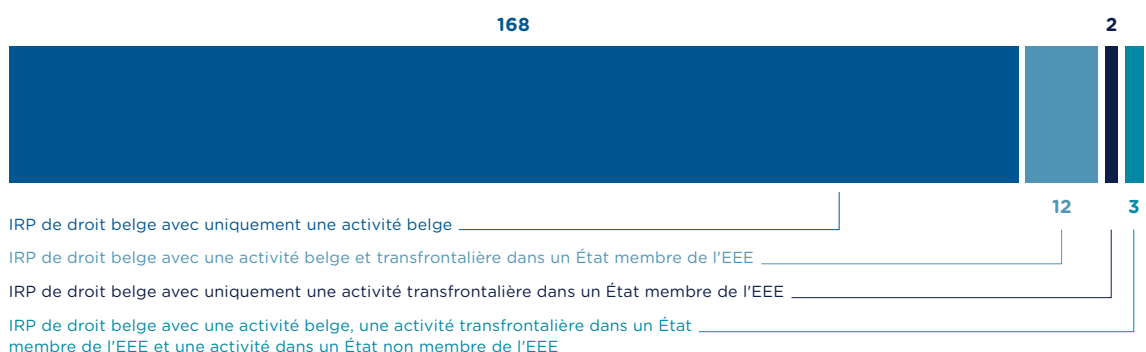 168
2
12
3
IRP de droit belge avec uniquement une activité belge
IRP de droit belge avec une activité belge et transfrontalière dans un État membre de l'EEE
IRP de droit belge avec uniquement une activité transfrontalière dans un État membre de l'EEE
IRP de droit belge avec une activité belge, une activité transfrontalière dans un État
membre de l'EEE et une activité dans un État non membre de l'EEE